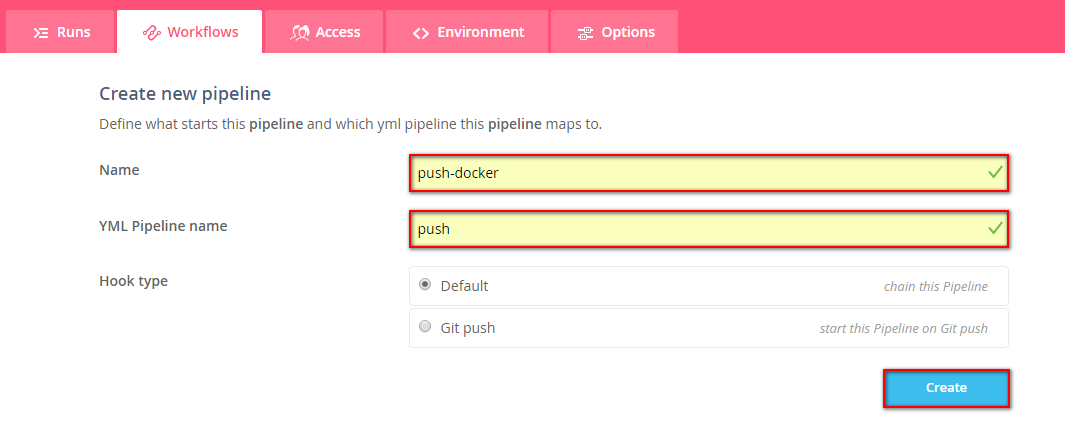 Runs Workflows Access Environment Options
Create new pipeline
Define what starts this pipeline and which yml pipeline this pipeline maps to.
Name push-docker
YML Pipeline name push
Hook type Default chain this Pipeline
Git push start this Pipeline on Git push
Create